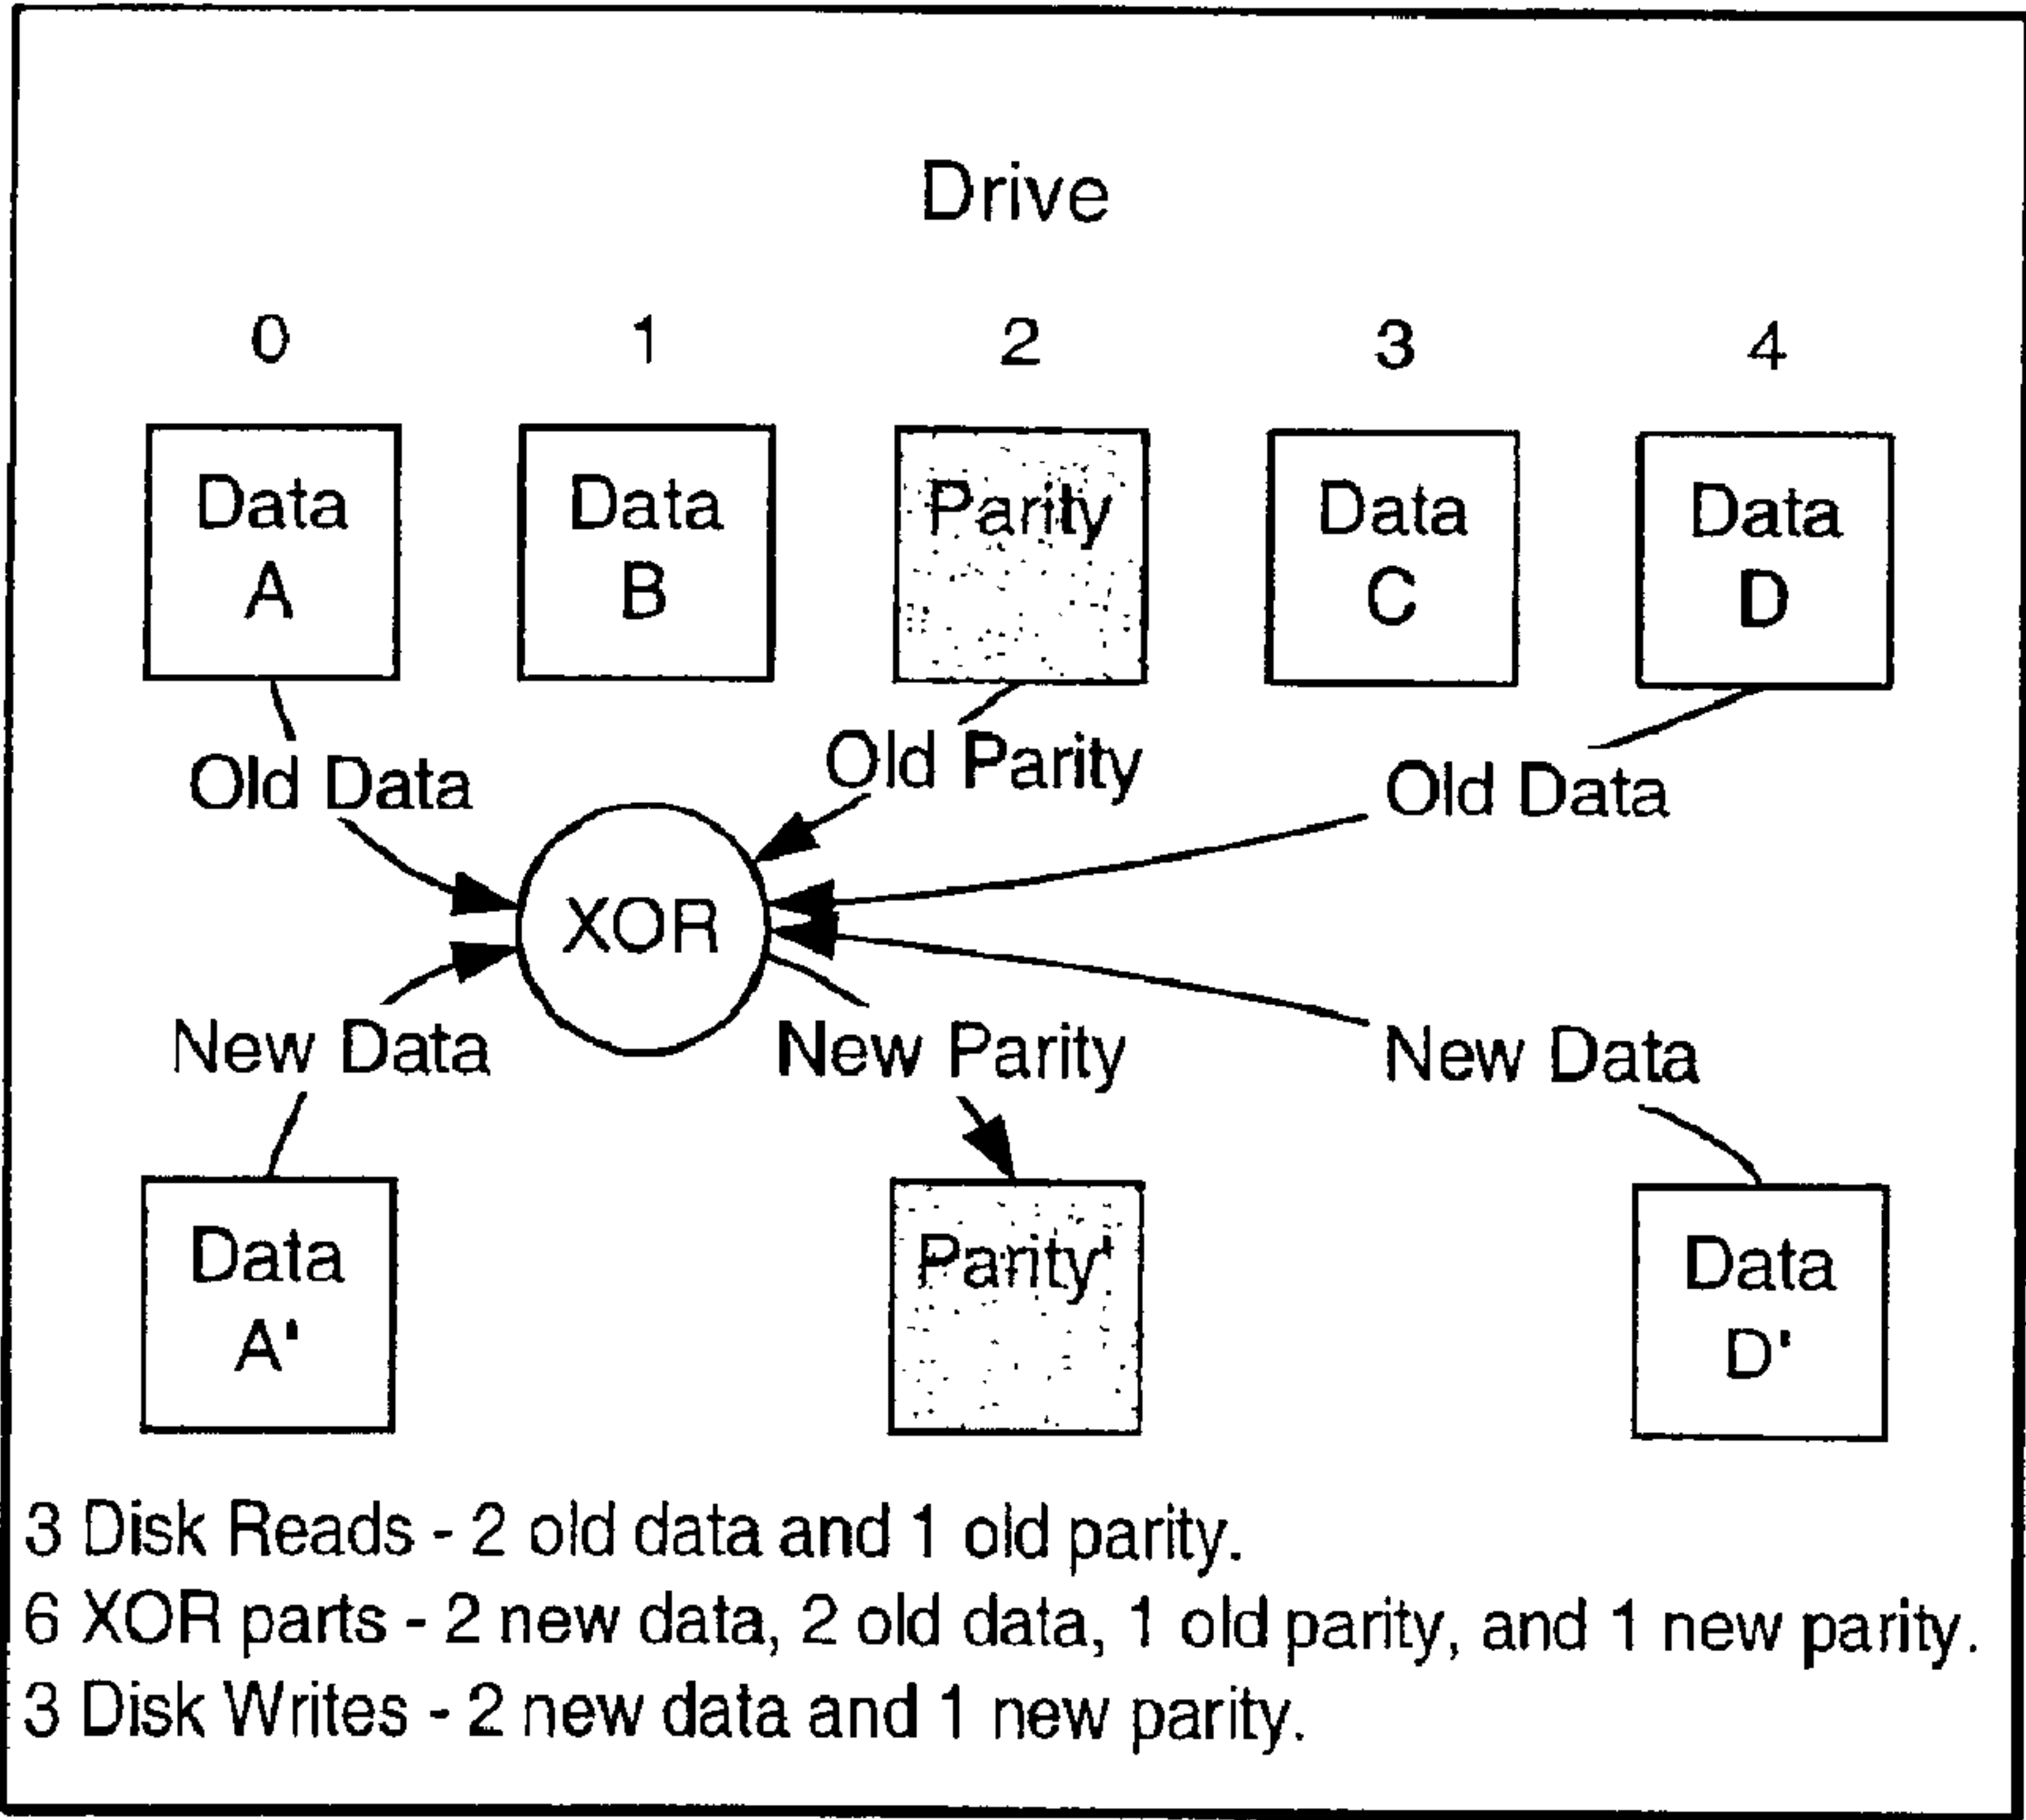 Drive
0 1 2 3 4
Data A
Data B
Parity
Data C
Data D
Old Data
Old Parity
Old Data
XOR
New Data
New Parity
New Data
Data A'
Parity'
Data D'
3 Disk Reads - 2 old data and 1 old parity.
6 XOR parts - 2 new data, 2 old data, 1 old parity, and 1 new parity.
3 Disk Writes - 2 new data and 1 new parity.